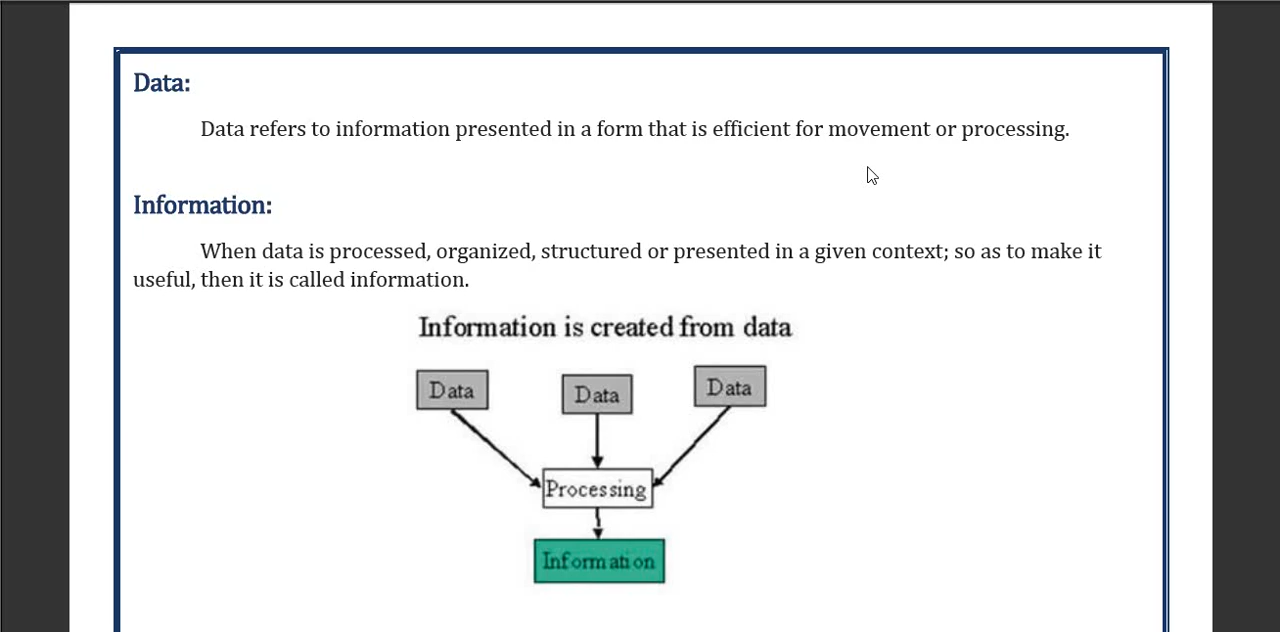 Data:
Data refers to information presented in a form that is efficient for movement or processing.
Information:
When data is processed, organized, structured or presented in a given context; so as to make it
useful, then it is called information.
Information is created from data
Data
Data
Data
Processing
Information